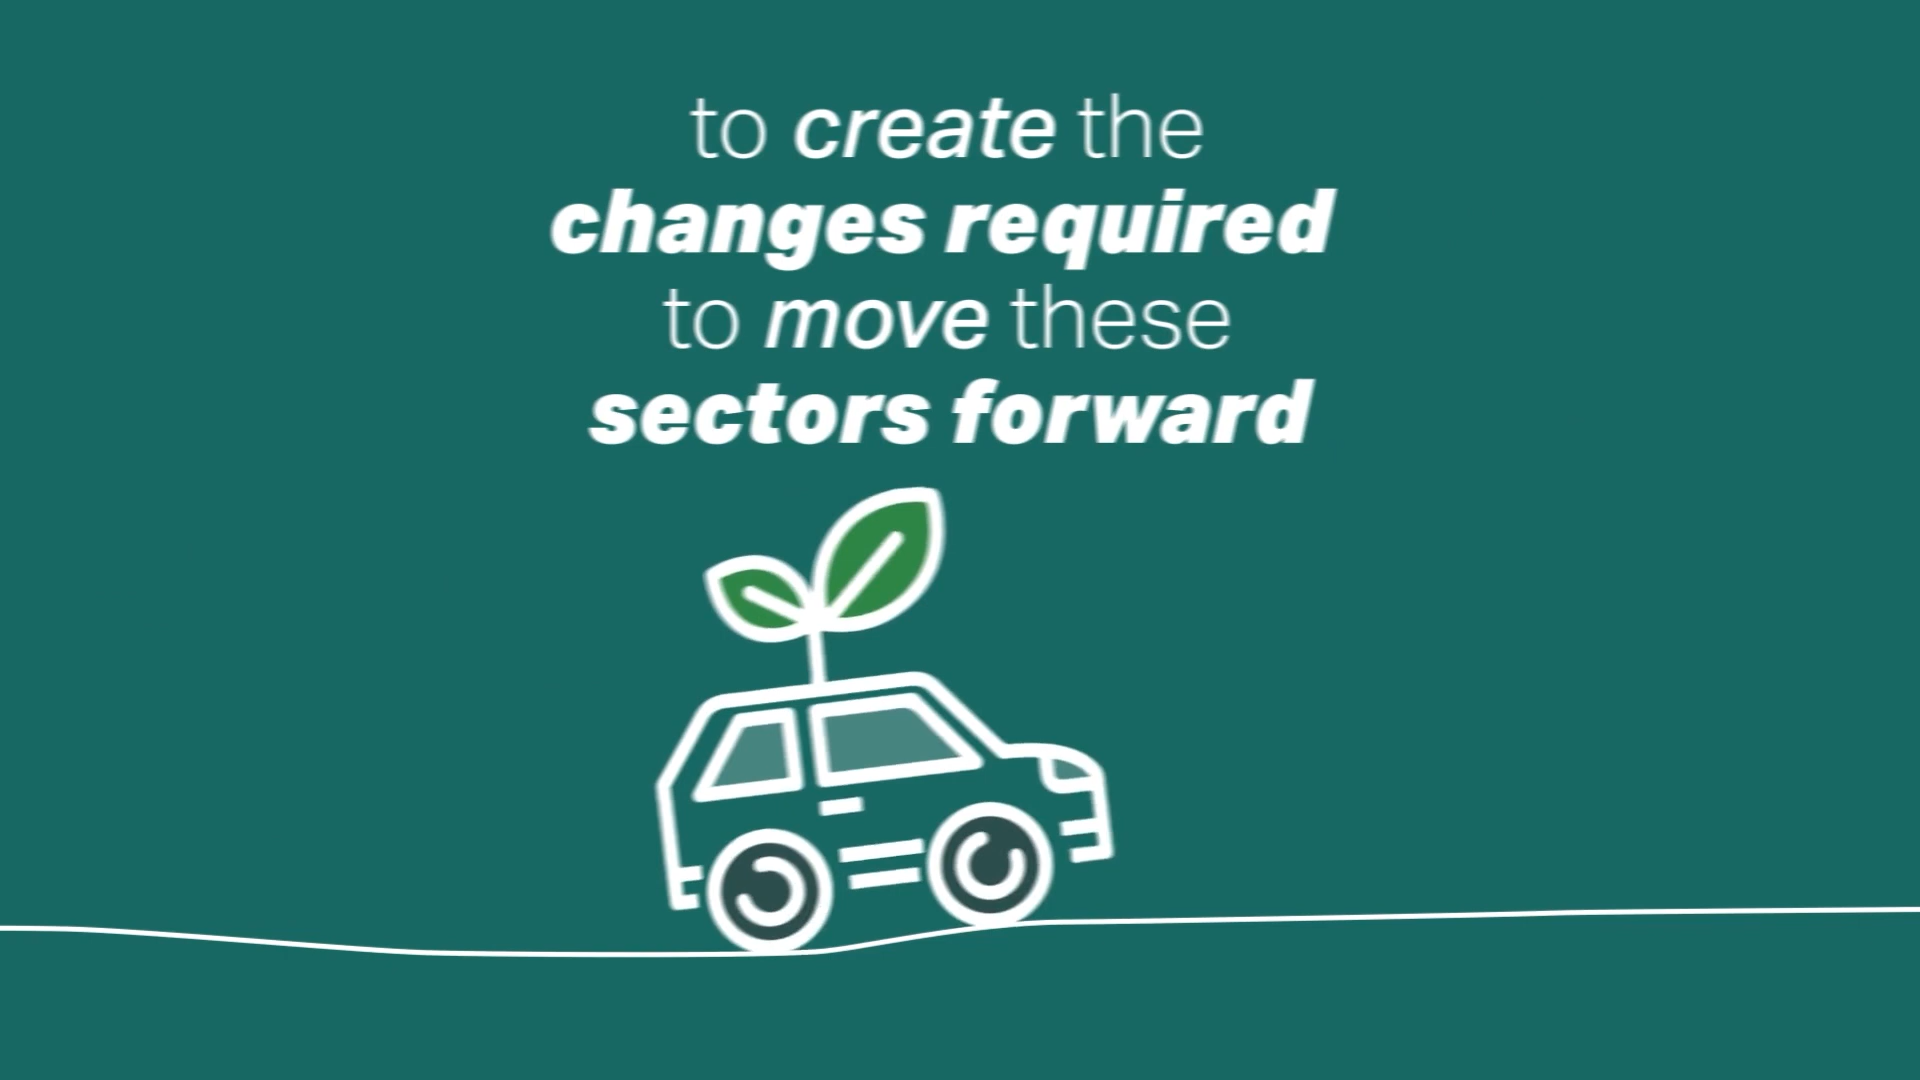 to create the
changes required
to move these
sectors forward